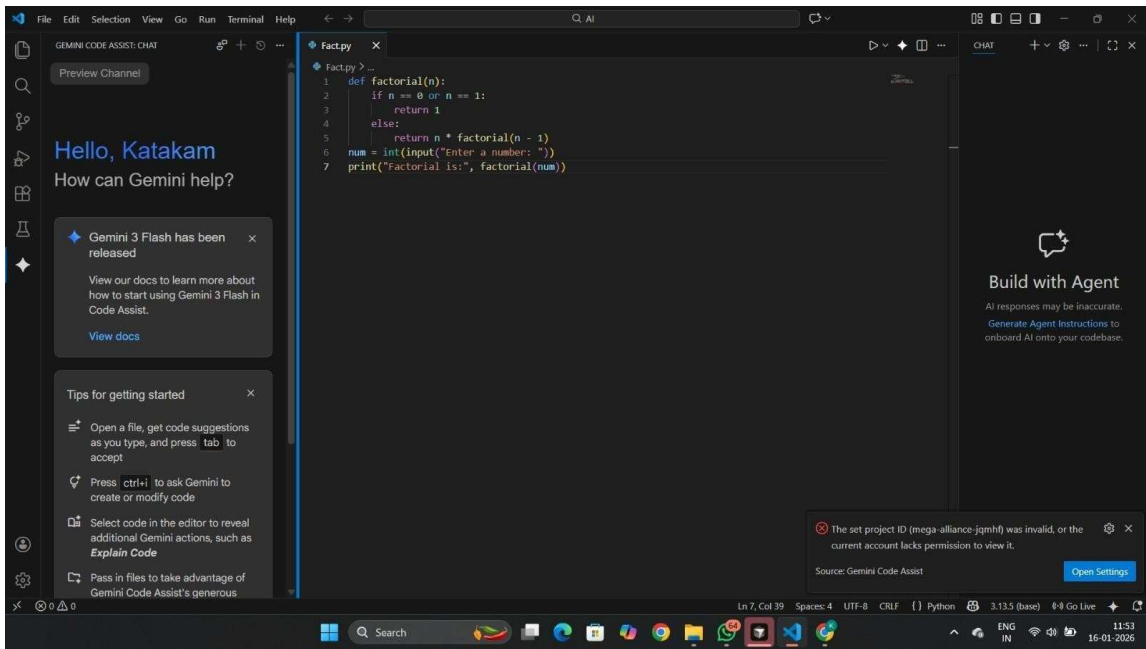 File Edit Selection View Go Run Terminal Help
AI
GEMINI CODE ASSIST: CHAT
Preview Channel
Hello, Katakam
How can Gemini help?
Gemini 3 Flash has been
released
View our docs to learn more about
how to start using Gemini 3 Flash in
Code Assist.
View docs
Tips for getting started
Open a file, get code suggestions
as you type, and press tab to
accept
Press ctrl+i to ask Gemini to
create or modify code
Select code in the editor to reveal
additional Gemini actions, such as
Explain Code
Pass in files to take advantage of
Gemini Code Assist's generous
Fact.py
Fact.py > ...
1 def factorial(n):
2 if n == 0 or n == 1:
3 return 1
4 else:
5 return n * factorial(n - 1)
6 num = int(input("Enter a number: "))
7 print("Factorial is:", factorial(num))
CHAT
Build with Agent
AI responses may be inaccurate.
Generate Agent Instructions to
onboard AI onto your codebase.
The set project ID (mega-alliance-jqmhf) was invalid, or the
current account lacks permission to view it.
Source: Gemini Code Assist
Open Settings
0 0
Ln 7, Col 39 Spaces: 4 UTF-8 CRLF {} Python 3.13.5 (base) Go Live
Search
64
ENG
IN
11:53
16-01-2026